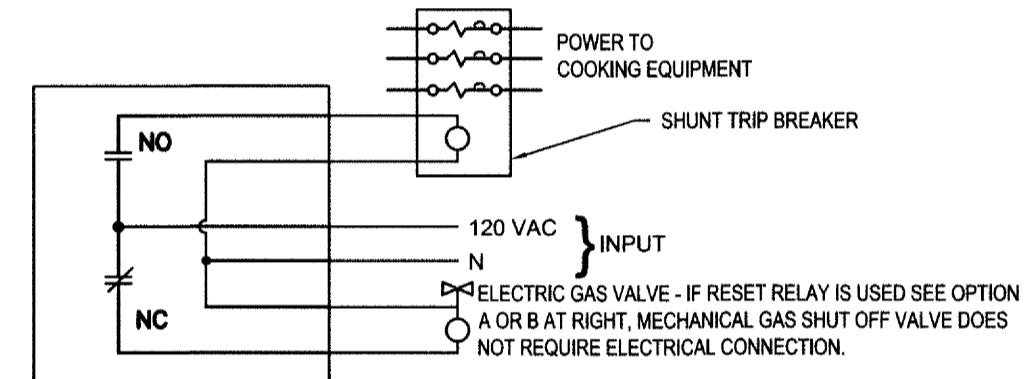 POWER TO
COOKING EQUIPMENT
SHUNT TRIP BREAKER
NO
120 VAC
INPUT
N
ELECTRIC GAS VALVE - IF RESET RELAY IS USED SEE OPTION
A OR B AT RIGHT, MECHANICAL GAS SHUT OFF VALVE DOES
NOT REQUIRE ELECTRICAL CONNECTION.
NC